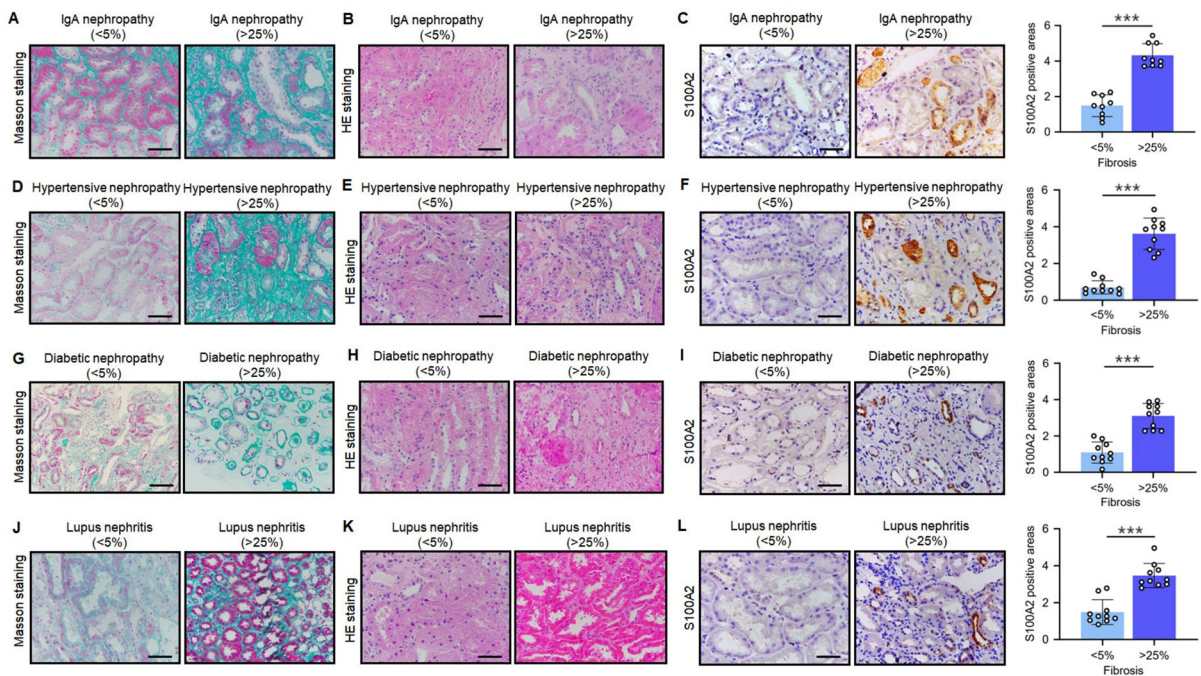 A
IgA nephropathy
(<5%)
IgA nephropathy
(>25%)
Masson staining
B
IgA nephropathy
(<5%)
IgA nephropathy
(>25%)
HE staining
C
IgA nephropathy
(<5%)
IgA nephropathy
(>25%)
S100A2
S100A2 positive areas
6
4
2
0
***
<5%
>25%
Fibrosis
D
Hypertensive nephropathy
(<5%)
Hypertensive nephropathy
(>25%)
Masson staining
E
Hypertensive nephropathy
(<5%)
Hypertensive nephropathy
(>25%)
HE staining
F
Hypertensive nephropathy
(<5%)
Hypertensive nephropathy
(>25%)
S100A2
S100A2 positive areas
6
4
2
0
***
<5%
>25%
Fibrosis
G
Diabetic nephropathy
(<5%)
Diabetic nephropathy
(>25%)
Masson staining
H
Diabetic nephropathy
(<5%)
Diabetic nephropathy
(>25%)
HE staining
I
Diabetic nephropathy
(<5%)
Diabetic nephropathy
(>25%)
S100A2
S100A2 positive areas
6
4
2
0
***
<5%
>25%
Fibrosis
J
Lupus nephritis
(<5%)
Lupus nephritis
(>25%)
Masson staining
K
Lupus nephritis
(<5%)
Lupus nephritis
(>25%)
HE staining
L
Lupus nephritis
(<5%)
Lupus nephritis
(>25%)
S100A2
S100A2 positive areas
6
4
2
0
***
<5%
>25%
Fibrosis